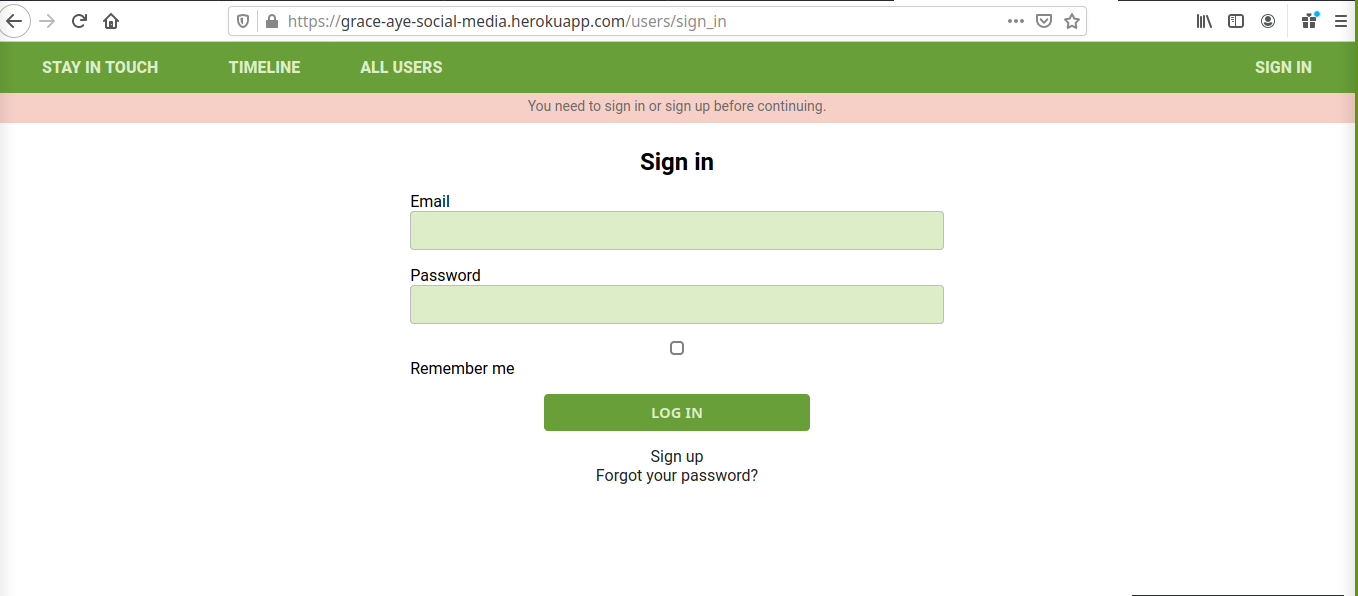 https://grace-aye-social-media.herokuapp.com/users/sign_in
STAY IN TOUCH TIMELINE ALL USERS SIGN IN
You need to sign in or sign up before continuing.
Sign in
Email
Password
Remember me
LOG IN
Sign up
Forgot your password?